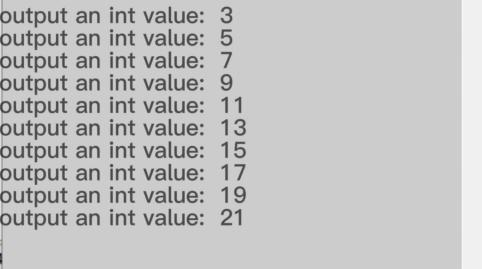 output an int value: 3
output an int value: 5
output an int value: 7
output an int value: 9
output an int value: 11
output an int value: 13
output an int value: 15
output an int value: 17
output an int value: 19
output an int value: 21